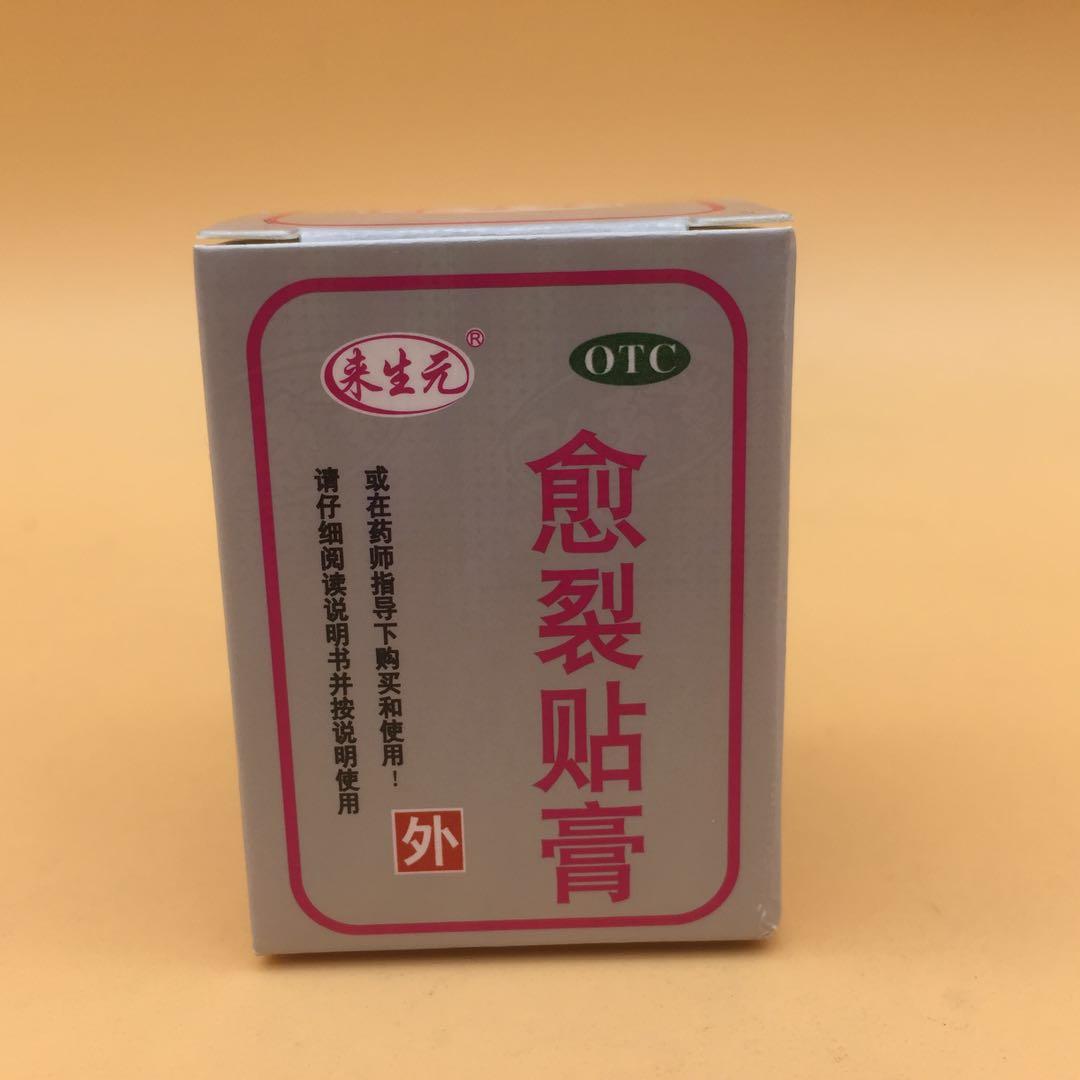 来生元®
OTC
愈裂贴膏
请仔细阅读说明书并按说明使用
或在药师指导下购买和使用！
外